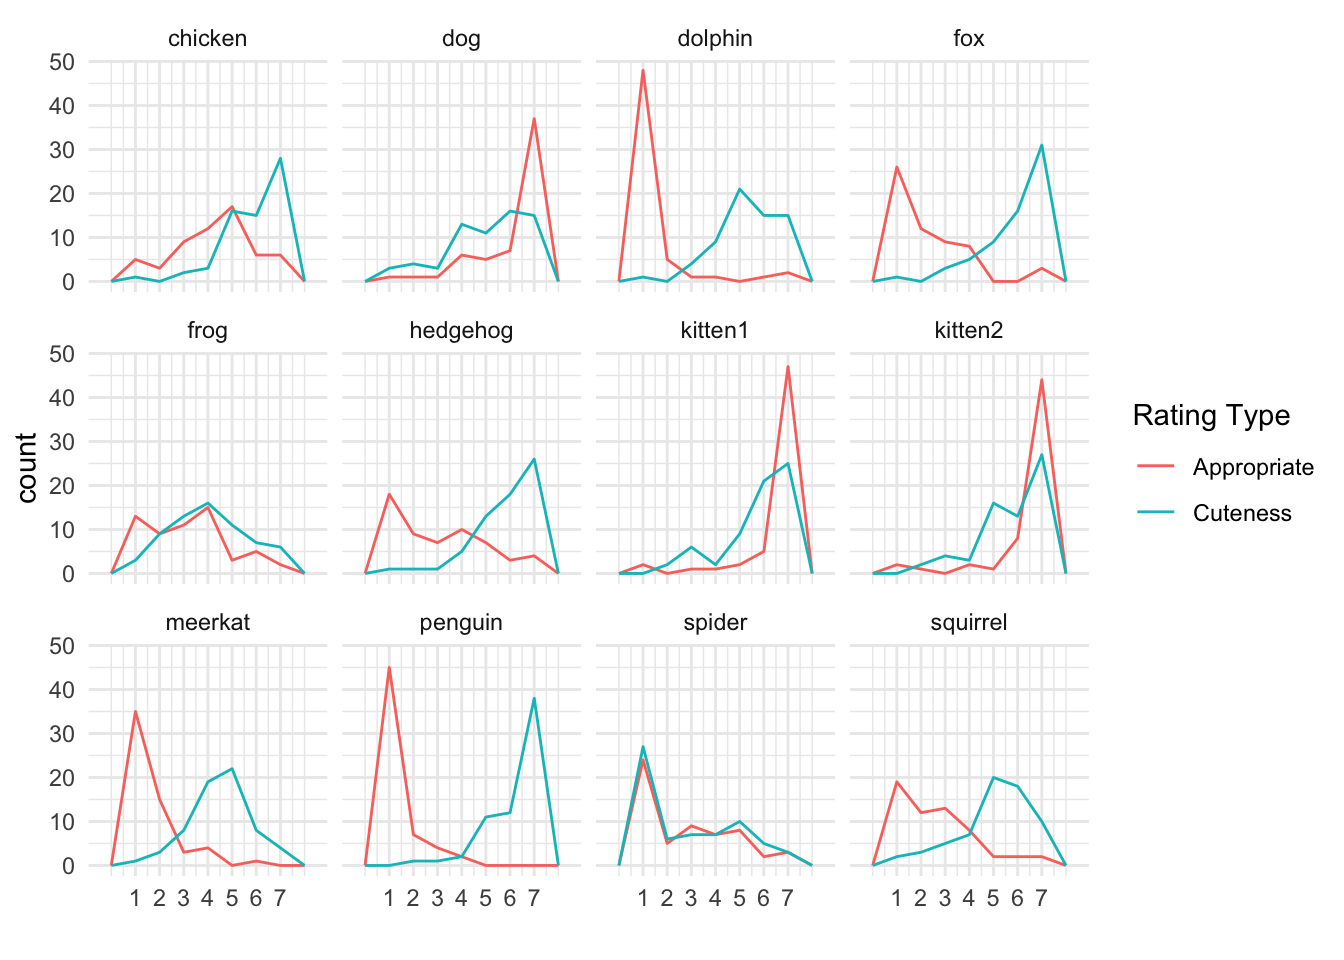 chicken dog dolphin fox
50
40
30
20
10
0
frog hedgehog kitten1 kitten2
50
40
30
20
10
0
count
meerkat penguin spider squirrel
50
40
30
20
10
0
1 2 3 4 5 6 7 1 2 3 4 5 6 7 1 2 3 4 5 6 7 1 2 3 4 5 6 7
Rating Type
Appropriate
Cuteness